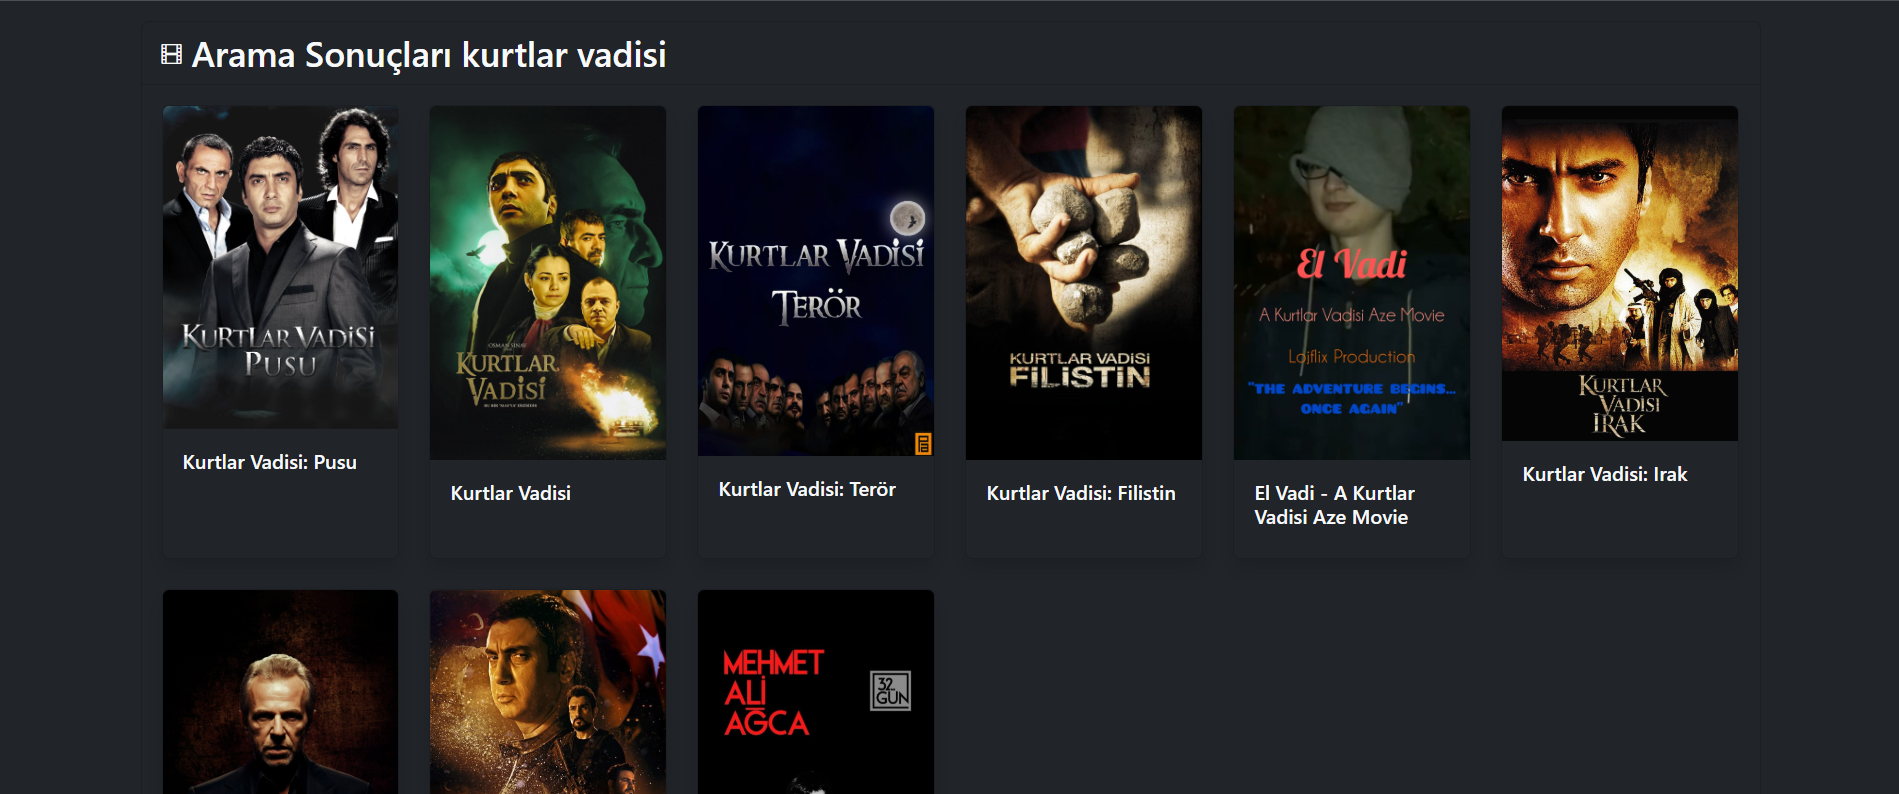 Arama Sonuçları kurtlar vadisi
KURTLAR VADİSİ
PUSU
Kurtlar Vadisi: Pusu
OSMAN SINAV
KURTLAR
VADİSİ
Kurtlar Vadisi
KURTLAR VADİSİ
TERÖR
Kurtlar Vadisi: Terör
KURTLAR VADİSİ
FİLİSTİN
Kurtlar Vadisi: Filistin
El Vadi
A Kurtlar Vadisi Aze Movie
Lojflix Production
"THE ADVENTURE BEGINS...
ONCE AGAIN"
El Vadi - A Kurtlar
Vadisi Aze Movie
KURTLAR
VADİSİ
IRAK
Kurtlar Vadisi: Irak
MEHMET
ALİ
AĞCA
32.
GÜN